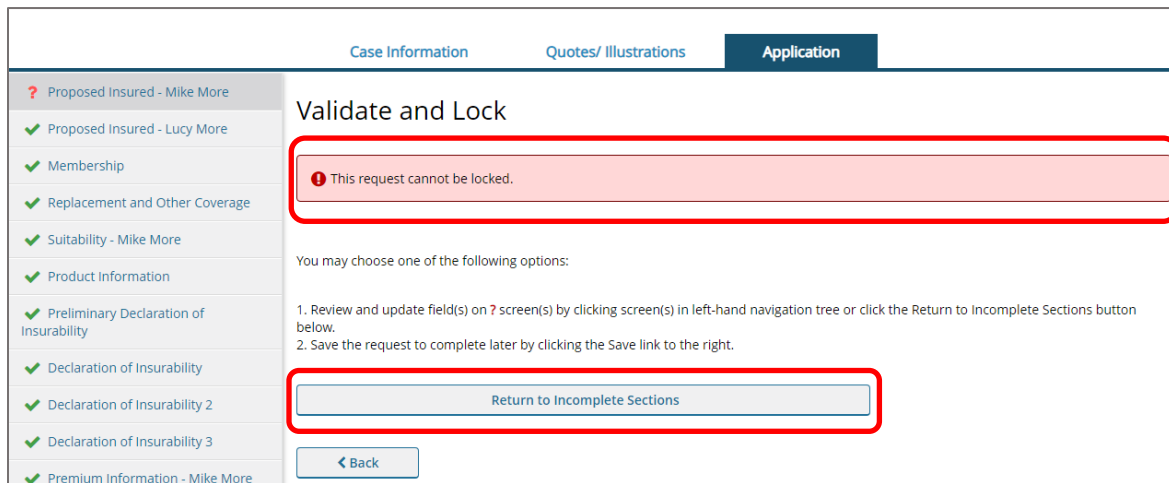 Case Information
Quotes/ Illustrations
Application
? Proposed Insured - Mike More
Proposed Insured - Lucy More
Membership
Replacement and Other Coverage
Suitability - Mike More
Product Information
Preliminary Declaration of
Insurability
Declaration of Insurability
Declaration of Insurability 2
Declaration of Insurability 3
Premium Information - Mike More
Validate and Lock
! This request cannot be locked.
You may choose one of the following options:
1. Review and update field(s) on ? screen(s) by clicking screen(s) in left-hand navigation tree or click the Return to Incomplete Sections button
below.
2. Save the request to complete later by clicking the Save link to the right.
Return to Incomplete Sections
Back